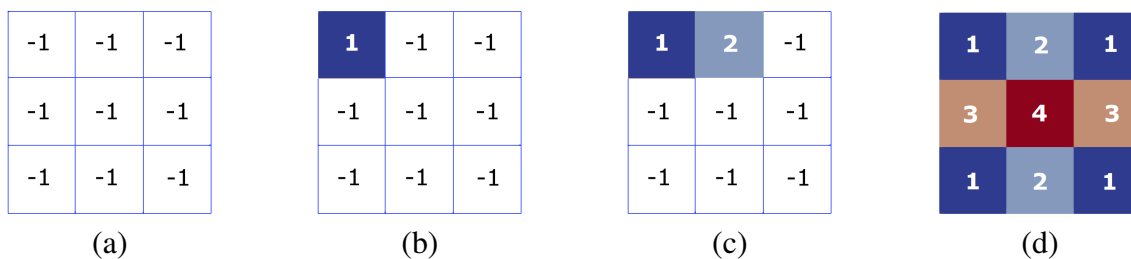 -1 -1 -1 1 -1 -1 1 2 -1 1 2 1
-1 -1 -1 -1 -1 -1 -1 -1 -1 3 4 3
-1 -1 -1 -1 -1 -1 -1 -1 -1 1 2 1
(a) (b) (c) (d)